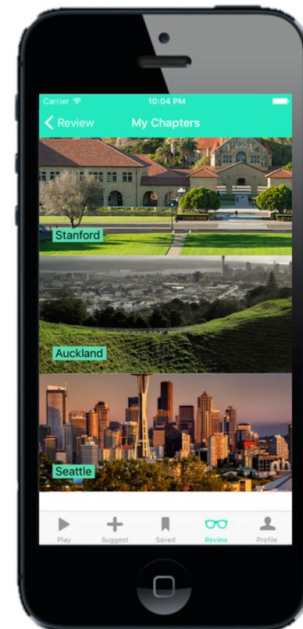 Carrier 10:04 PM
Review My Chapters
Stanford
Auckland
Seattle
Play Suggest Saved Review Profile